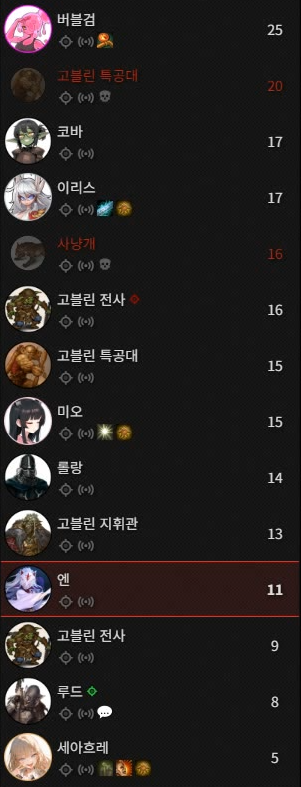 버블검 25
고블린 특공대 20
코바 17
이리스 17
사냥개 16
고블린 전사 16
고블린 특공대 15
미오 15
롤랑 14
고블린 지휘관 13
엔 11
고블린 전사 9
루드 8
세아흐레 5